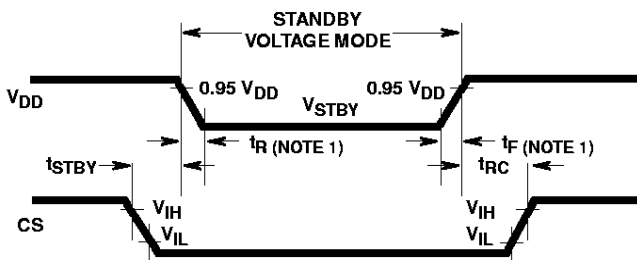 STANDBY
VOLTAGE MODE
0.95 VDD
0.95 VDD
VDD
VSTBY
tR (NOTE 1)
tF (NOTE 1)
tSTBY
tRC
VIH
VIH
CS
VIL
VIL